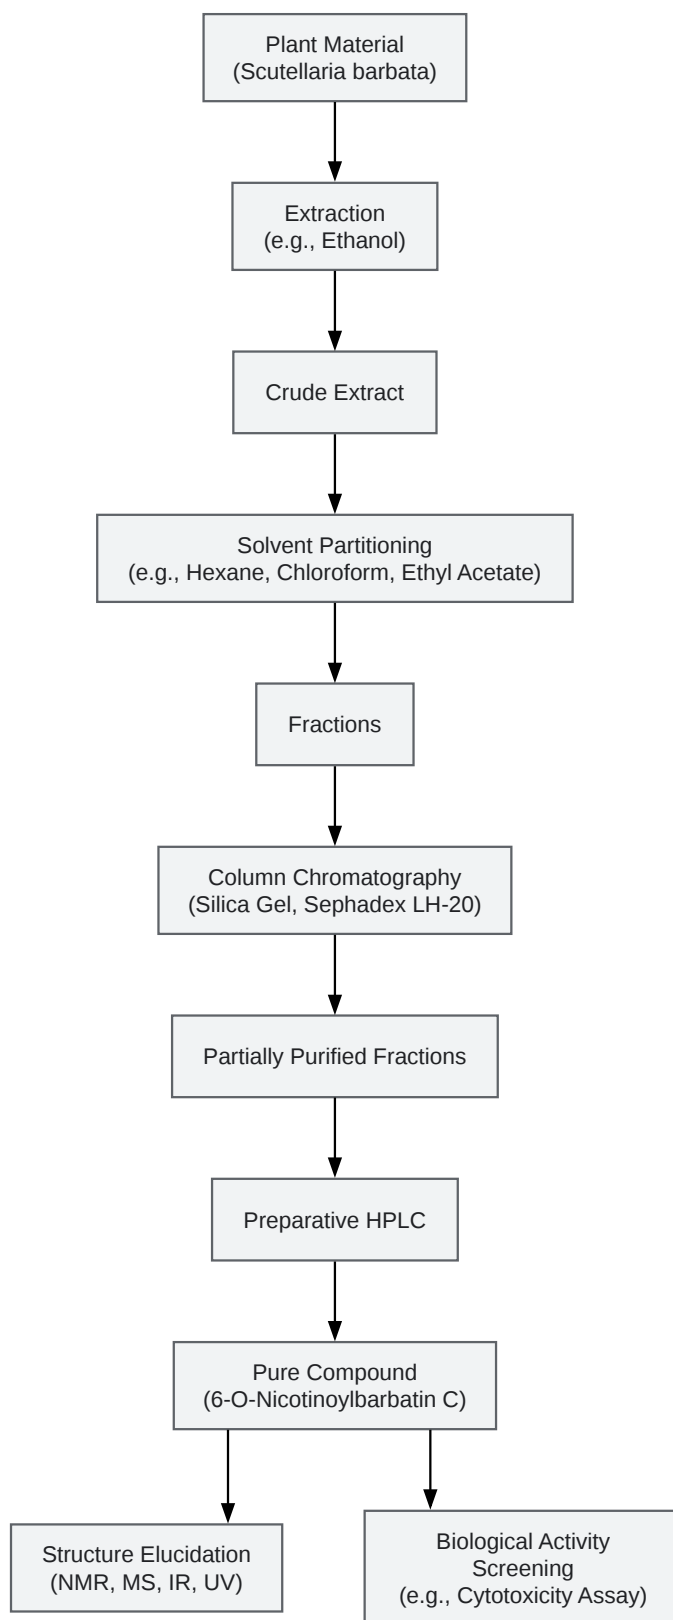 Plant Material
(Scutellaria barbata)
Extraction
(e.g., Ethanol)
Crude Extract
Solvent Partitioning
(e.g., Hexane, Chloroform, Ethyl Acetate)
Fractions
Column Chromatography
(Silica Gel, Sephadex LH-20)
Partially Purified Fractions
Preparative HPLC
Pure Compound
(6-O-Nicotinoylbarbatin C)
Structure Elucidation
(NMR, MS, IR, UV)
Biological Activity
Screening
(e.g., Cytotoxicity Assay)